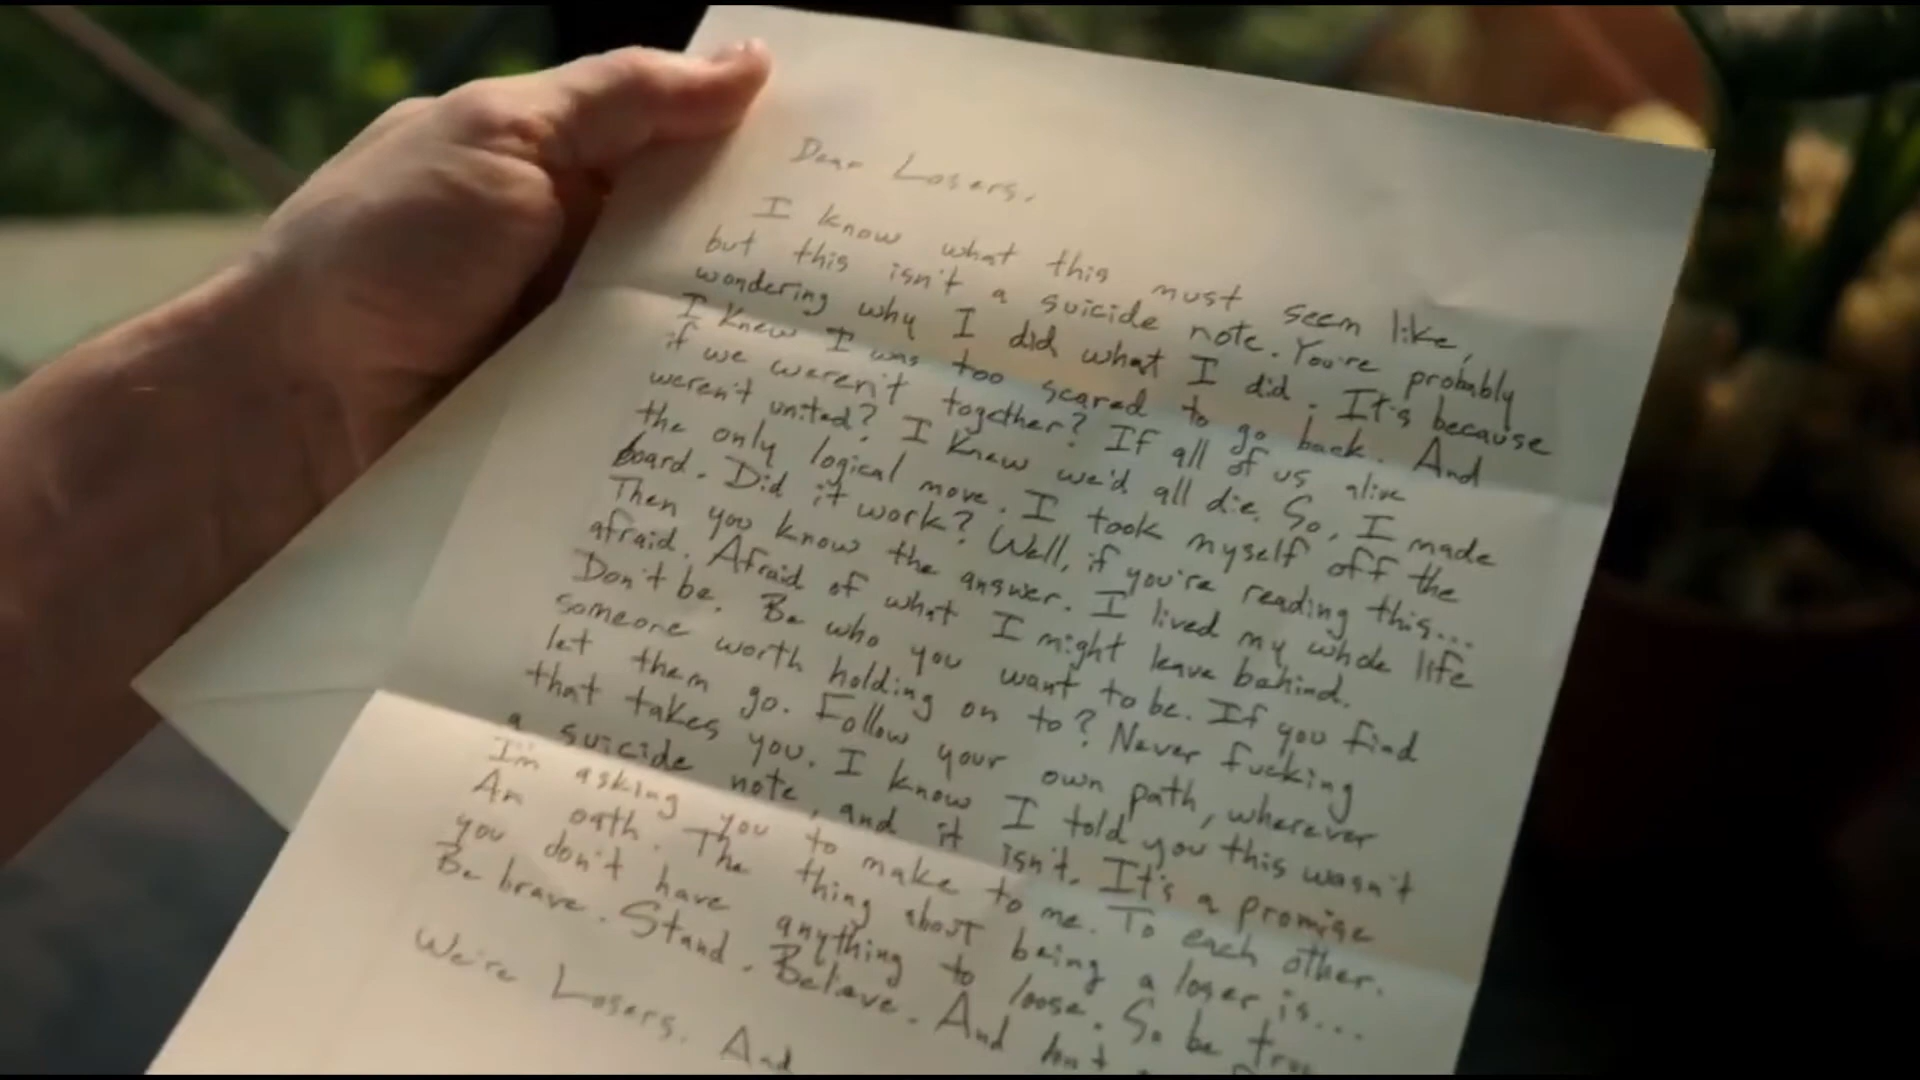 Dear Losers,
I know what this must seem like,
but this isn't a suicide note. You're probably
wondering why I did what I did. It's because
I knew I was too scared to go back. And
if we weren't together? If all of us alive
weren't united? I knew we'd all die. So, I made
the only logical move. I took myself off the
board. Did it work? Well, if you're reading this...
Then you know the answer. I lived my whole life
afraid. Afraid of what I might leave behind.
Don't be. Be who you want to be. If you find
someone worth holding on to? Never fucking
let them go. Follow your own path, wherever
that takes you. I know I told you this wasn't
a suicide note, and it isn't. It's a promise
I'm asking you to make to me. To each other.
An oath. The thing about being a loser is...
you don't have anything to loose. So be true
Be brave. Stand. Believe. And don't
We're Losers. And